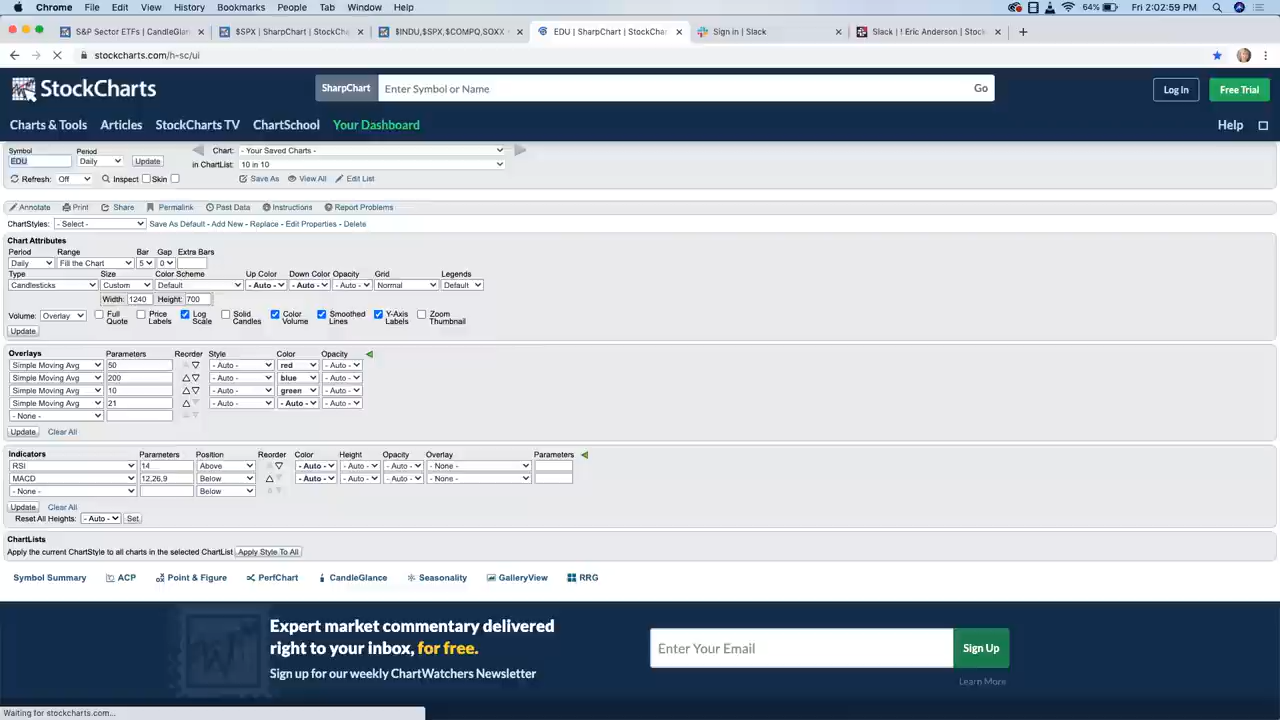 Chrome File Edit View History Bookmarks People Tab Window Help 64% Fri 2:02:59 PM
S&P Sector ETFs | CandleGlan × $SPX | SharpChart | StockCh × $INDU,$SPX,$COMPQ,SOXX × EDU | SharpChart | StockChar × Sign in | Slack × Slack | ! Eric Anderson | Stock ×
stockcharts.com/h-sc/ui
StockCharts SharpChart Enter Symbol or Name Go Log In Free Trial
Charts & Tools Articles StockCharts TV ChartSchool Your Dashboard Help
Symbol Period Chart: - Your Saved Charts -
EDU Daily Update in ChartList: 10 in 10
Refresh: Off Inspect Skin Save As View All Edit List
Annotate Print Share Permalink Past Data Instructions Report Problems
ChartStyles: - Select - Save As Default - Add New - Replace - Edit Properties - Delete
Chart Attributes
Period Range Bar Gap Extra Bars
Daily Fill the Chart 5 0
Type Size Color Scheme Up Color Down Color Opacity Grid Legends
Candlesticks Custom Default - Auto - - Auto - - Auto - Normal Default
Width: 1240 Height: 700
Volume: Overlay Full Quote Price Labels Log Scale Solid Candles Color Volume Smoothed Lines Y-Axis Labels Zoom Thumbnail
Update
Overlays Parameters Reorder Style Color Opacity
Simple Moving Avg 50 - Auto - red - Auto -
Simple Moving Avg 200 - Auto - blue - Auto -
Simple Moving Avg 10 - Auto - green - Auto -
Simple Moving Avg 21 - Auto - - Auto - - Auto -
- None -
Update Clear All
Indicators Parameters Position Reorder Color Height Opacity Overlay Parameters
RSI 14 Above - Auto - - Auto - - Auto - - None -
MACD 12,26,9 Below - Auto - - Auto - - Auto - - None -
- None - Below
Update Clear All
Reset All Heights: - Auto - Set
ChartLists
Apply the current ChartStyle to all charts in the selected ChartList Apply Style To All
Symbol Summary ACP Point & Figure PerfChart CandleGlance Seasonality GalleryView RRG
Expert market commentary delivered
right to your inbox, for free.
Sign up for our weekly ChartWatchers Newsletter
Enter Your Email Sign Up
Learn More
Waiting for stockcharts.com...